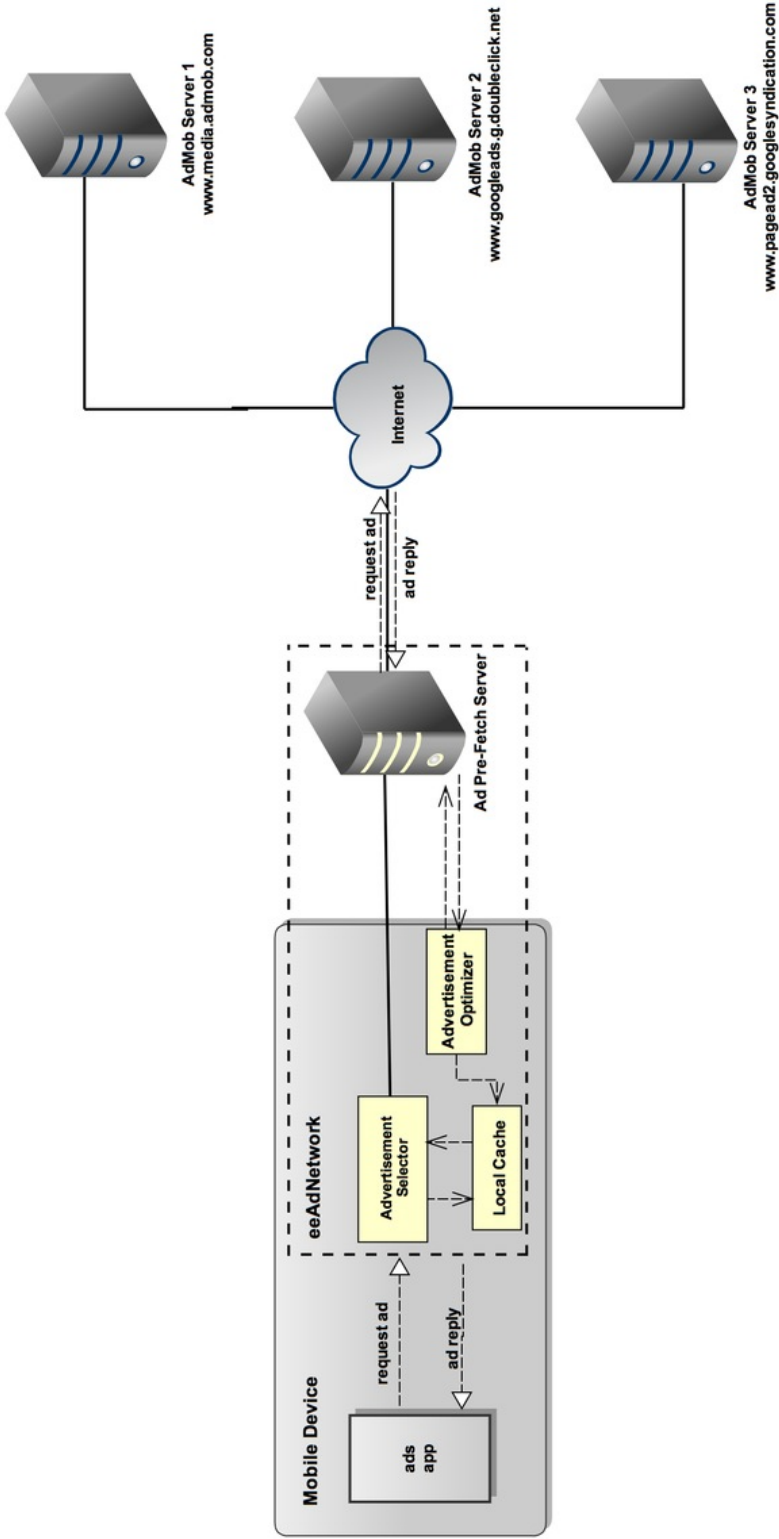 Mobile Device
ads
app
request ad
ad reply
eeAdNetwork
Advertisement
Selector
Local Cache
Advertisement
Optimizer
Ad Pre-Fetch Server
request ad
ad reply
Internet
AdMob Server 1
www.media.admob.com
AdMob Server 2
www.googleads.g.doubleclick.net
AdMob Server 3
www.pagead2.googlesyndication.com